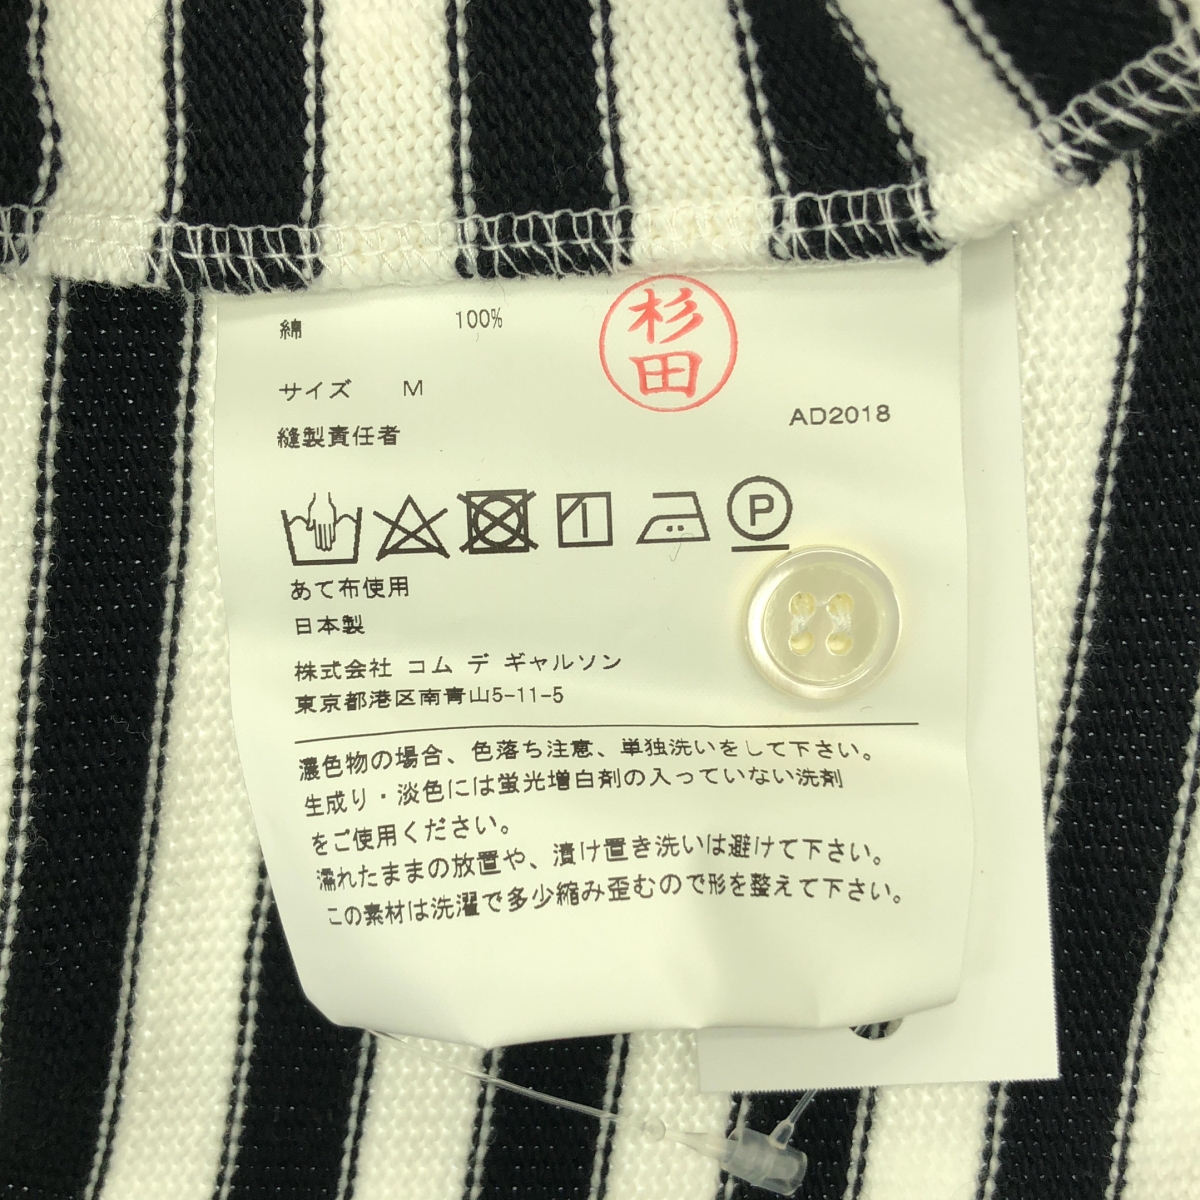 綿 100%
杉
田
サイズ M
AD2018
縫製責任者
P
あて布使用
日本製
株式会社 コム デ ギャルソン
東京都港区南青山5-11-5
濃色物の場合、色落ち注意、単独洗いをして下さい。
生成り・淡色には蛍光増白剤の入っていない洗剤
をご使用ください。
濡れたままの放置や、漬け置き洗いは避けて下さい。
この素材は洗濯で多少縮み歪むので形を整えて下さい。